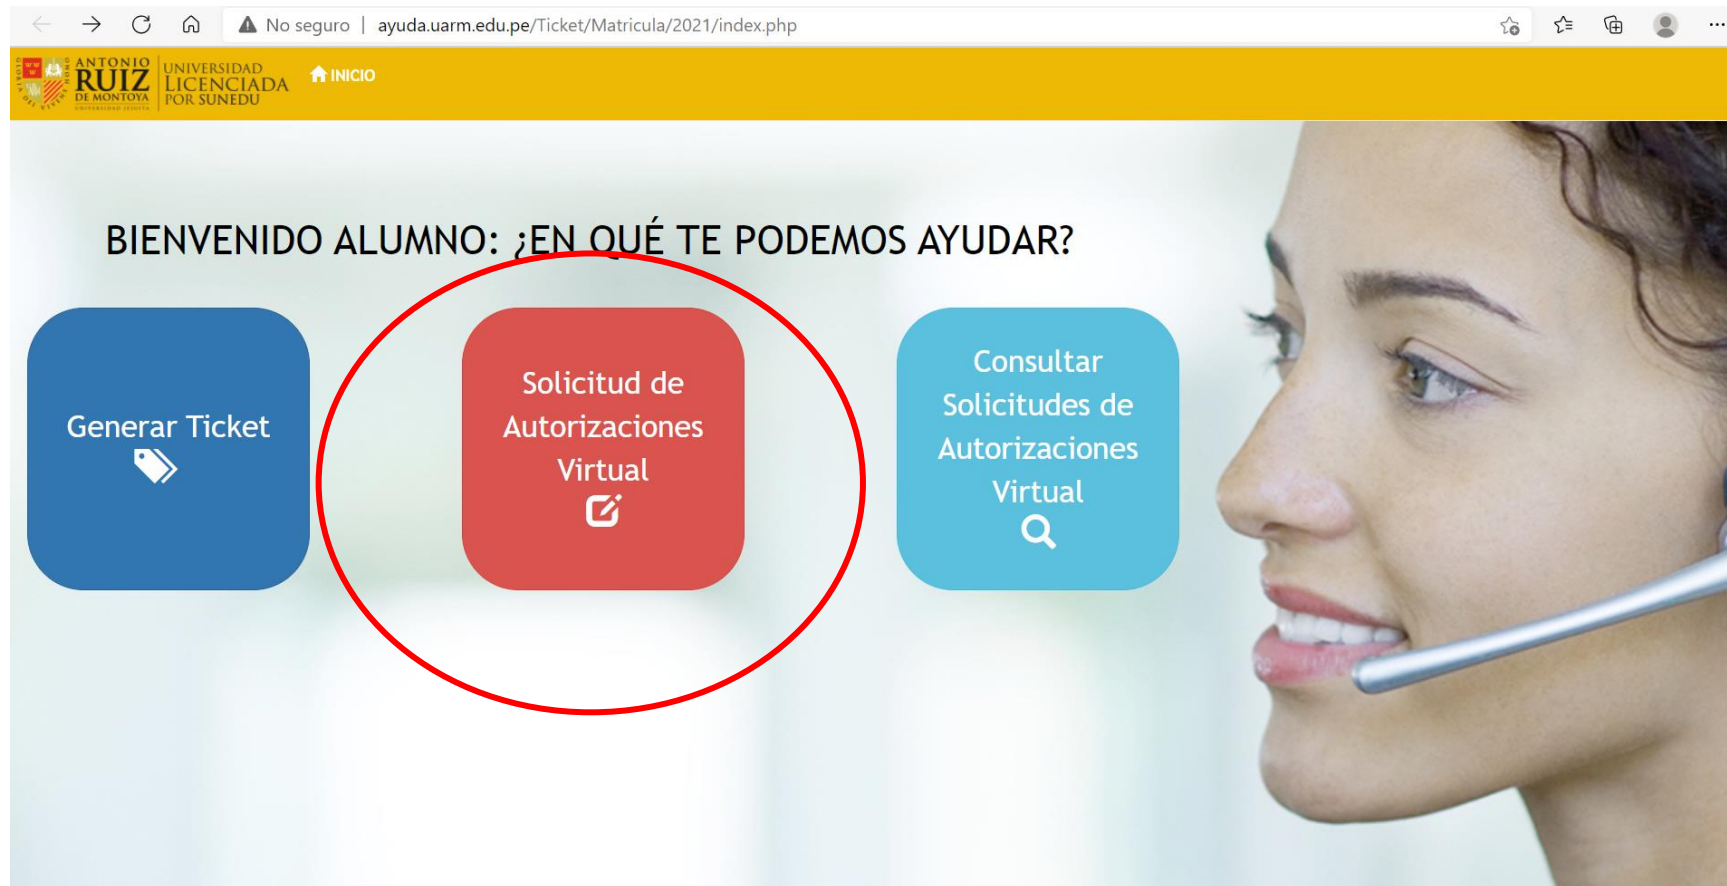 No seguro | ayuda.uarm.edu.pe/Ticket/Matricula/2021/index.php
ANTONIO
RUIZ
DE MONTOYA
UNIVERSIDAD
LICENCIADA
POR SUNEDU
INICIO
BIENVENIDO ALUMNO: ¿EN QUÉ TE PODEMOS AYUDAR?
Generar Ticket
Solicitud de
Autorizaciones
Virtual
Consultar
Solicitudes de
Autorizaciones
Virtual